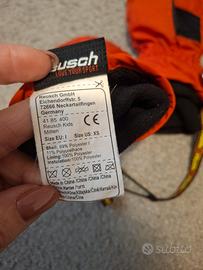 reusch
LOVE YOUR SPORT
Reusch GmbH
Eichendorffstr. 5
72666 Neckartailfingen
Germany
Size EU: I Size US: XS
41 85 400
Reusch Kids
Mitten
CE
Shell: 89% Polyester I
11% Polyurethan
Lining: 100% Polyester
Insulation: 100% Polyester
Made in China
subito